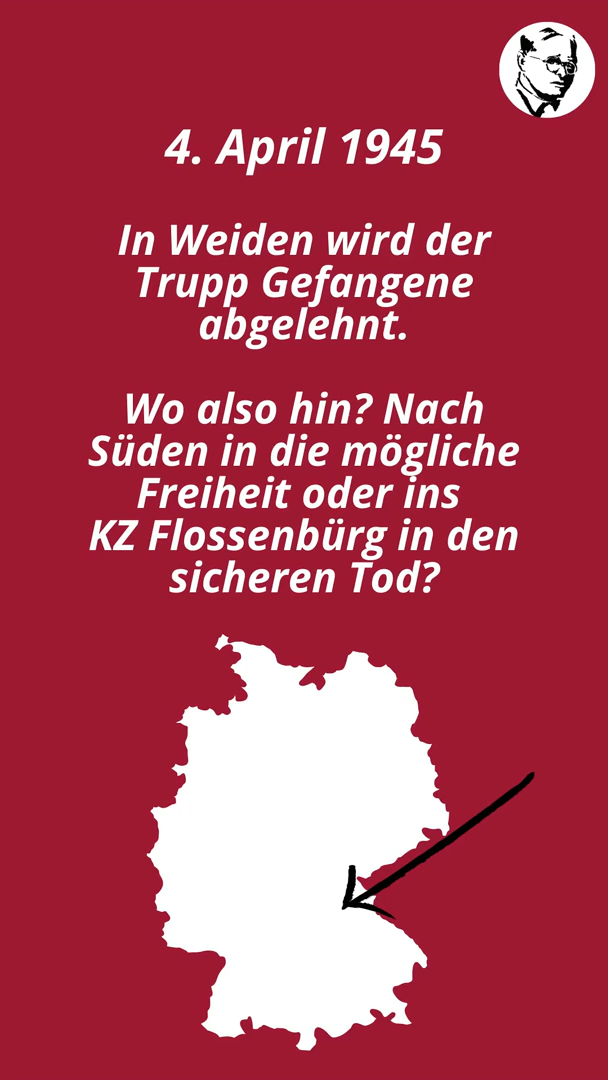 4. April 1945
In Weiden wird der
Trupp Gefangene
abgelehnt.
Wo also hin? Nach
Süden in die mögliche
Freiheit oder ins
KZ Flossenbürg in den
sicheren Tod?